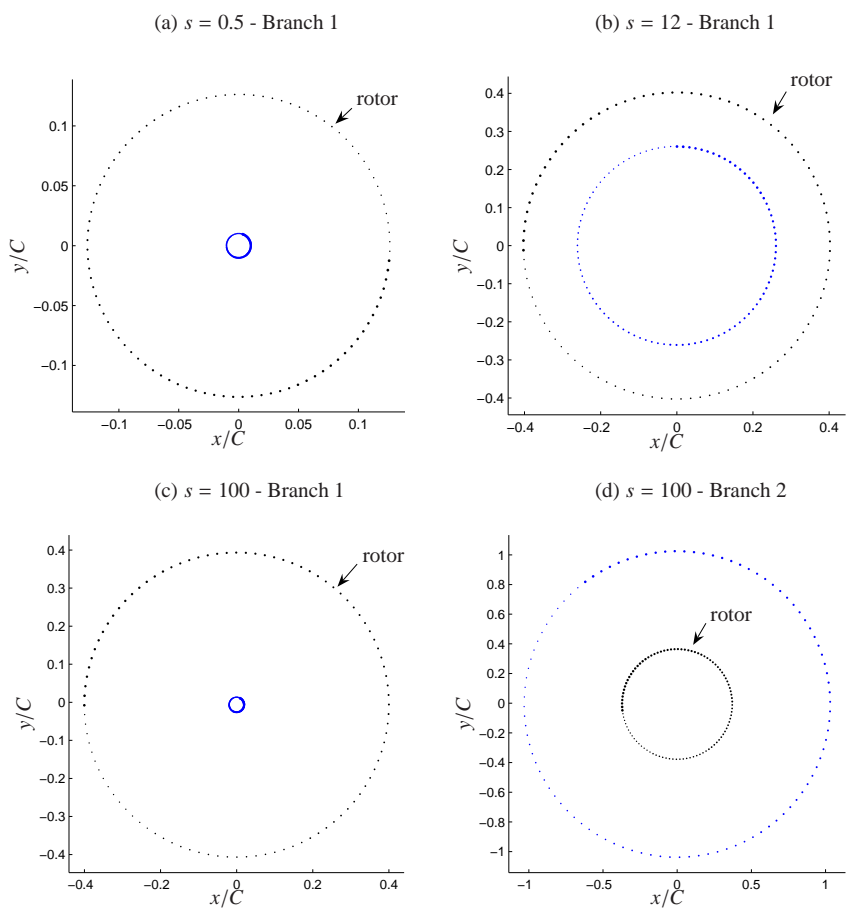 (a) s = 0.5 - Branch 1
rotor
0.1
0.05
0
−0.05
−0.1
y/C
−0.1 −0.05 0 0.05 0.1
x/C
(b) s = 12 - Branch 1
rotor
0.4
0.3
0.2
0.1
0
−0.1
−0.2
−0.3
−0.4
y/C
−0.4 −0.2 0 0.2 0.4
x/C
(c) s = 100 - Branch 1
rotor
0.4
0.3
0.2
0.1
0
−0.1
−0.2
−0.3
−0.4
y/C
−0.4 −0.2 0 0.2 0.4
x/C
(d) s = 100 - Branch 2
rotor
1
0.8
0.6
0.4
0.2
0
−0.2
−0.4
−0.6
−0.8
−1
y/C
−1 −0.5 0 0.5 1
x/C